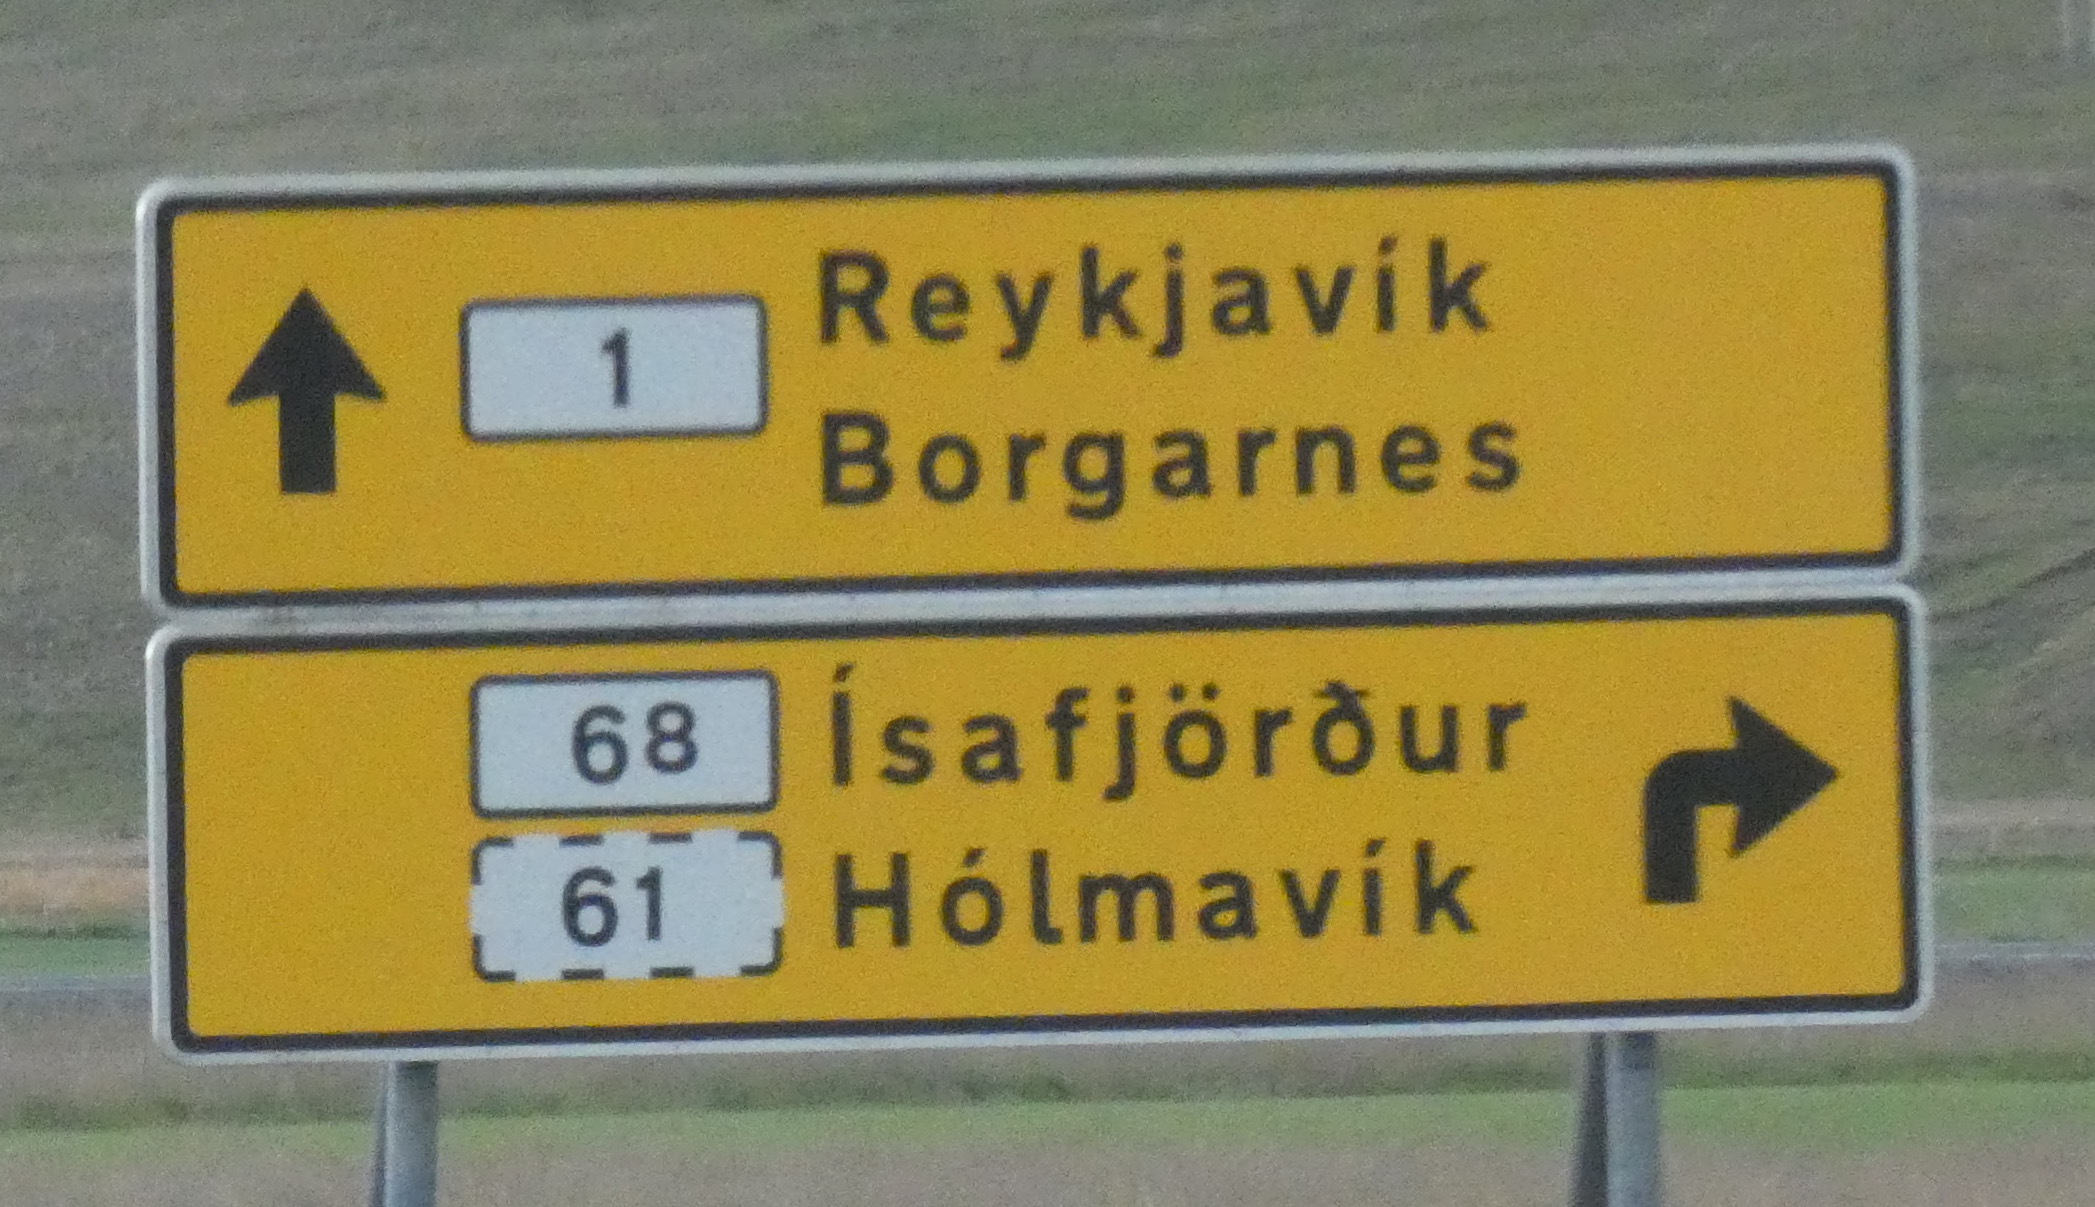 1 Reykjavík
Borgarnes
68 Ísafjörður
61 Hólmavík